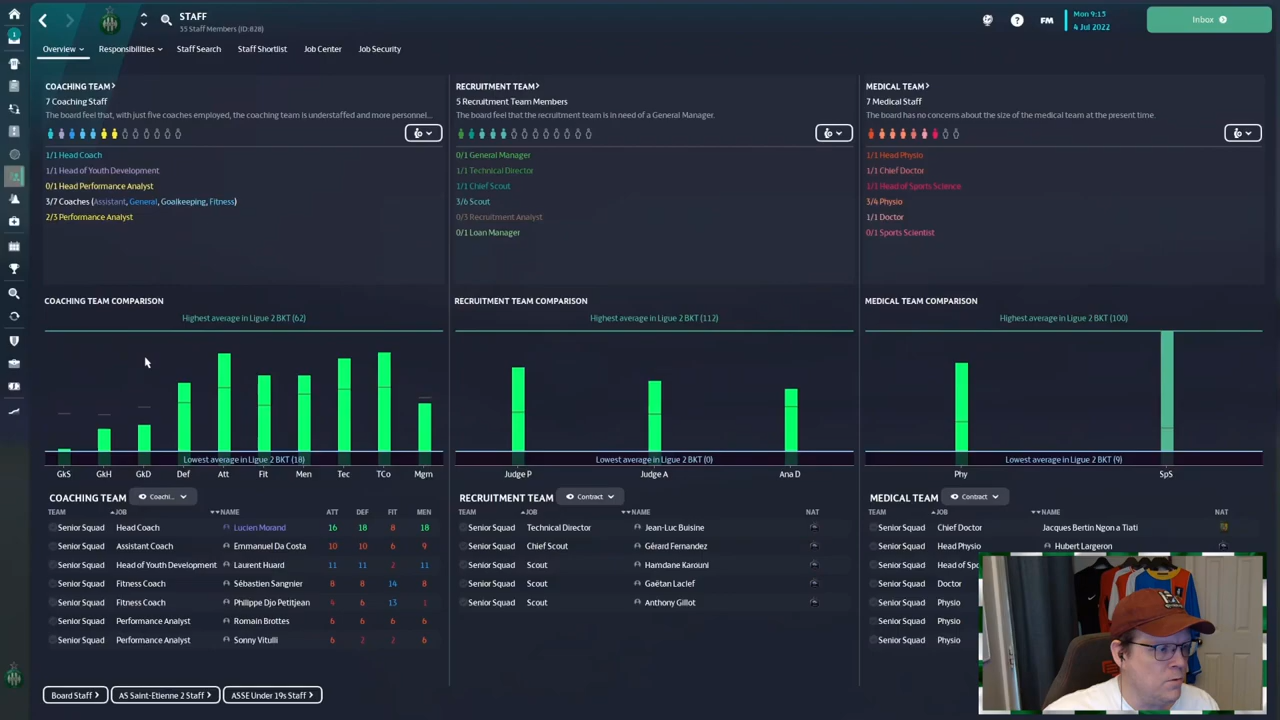 STAFF
55 Staff Members (ID:828)
FM
Mon 9:15
4 Jul 2022
Inbox
Overview
Responsibilities
Staff Search
Staff Shortlist
Job Center
Job Security
COACHING TEAM
7 Coaching Staff
The board feel that, with just five coaches employed, the coaching team is understaffed and more personnel...
1/1 Head Coach
1/1 Head of Youth Development
0/1 Head Performance Analyst
3/7 Coaches (Assistant, General, Goalkeeping, Fitness)
2/3 Performance Analyst
RECRUITMENT TEAM
5 Recruitment Team Members
The board feel that the recruitment team is in need of a General Manager.
0/1 General Manager
1/1 Technical Director
1/1 Chief Scout
3/6 Scout
0/3 Recruitment Analyst
0/1 Loan Manager
MEDICAL TEAM
7 Medical Staff
The board has no concerns about the size of the medical team at the present time.
1/1 Head Physio
1/1 Chief Doctor
1/1 Head of Sports Science
3/4 Physio
1/1 Doctor
0/1 Sports Scientist
COACHING TEAM COMPARISON
Highest average in Ligue 2 BKT (62)
Lowest average in Ligue 2 BKT (18)
GkS GkH GkD Def Att Fit Men Tec TCo Mgm
RECRUITMENT TEAM COMPARISON
Highest average in Ligue 2 BKT (112)
Lowest average in Ligue 2 BKT (0)
Judge P Judge A Ana D
MEDICAL TEAM COMPARISON
Highest average in Ligue 2 BKT (100)
Lowest average in Ligue 2 BKT (9)
Phy SpS
COACHING TEAM Coachi...
TEAM JOB NAME ATT DEF FIT MEN
Senior Squad Head Coach Lucien Morand 16 18 8 18
Senior Squad Assistant Coach Emmanuel Da Costa 10 10 6 9
Senior Squad Head of Youth Development Laurent Huard 11 11 2 11
Senior Squad Fitness Coach Sébastien Sangnier 8 8 14 8
Senior Squad Fitness Coach Philippe Djo Petitjean 4 6 13 1
Senior Squad Performance Analyst Romain Brottes 6 6 6 6
Senior Squad Performance Analyst Sonny Vitulli 6 2 2 6
RECRUITMENT TEAM Contract
TEAM JOB NAME NAT
Senior Squad Technical Director Jean-Luc Buisine
Senior Squad Chief Scout Gérard Fernandez
Senior Squad Scout Hamdane Karouni
Senior Squad Scout Gaëtan Laclef
Senior Squad Scout Anthony Gillot
MEDICAL TEAM Contract
TEAM JOB NAME NAT
Senior Squad Chief Doctor Jacques Bertin Ngon a Tiati
Senior Squad Head Physio Hubert Largeron
Senior Squad Head of Spo
Senior Squad Doctor
Senior Squad Physio
Senior Squad Physio
Senior Squad Physio
Board Staff
AS Saint-Etienne 2 Staff
ASSE Under 19s Staff